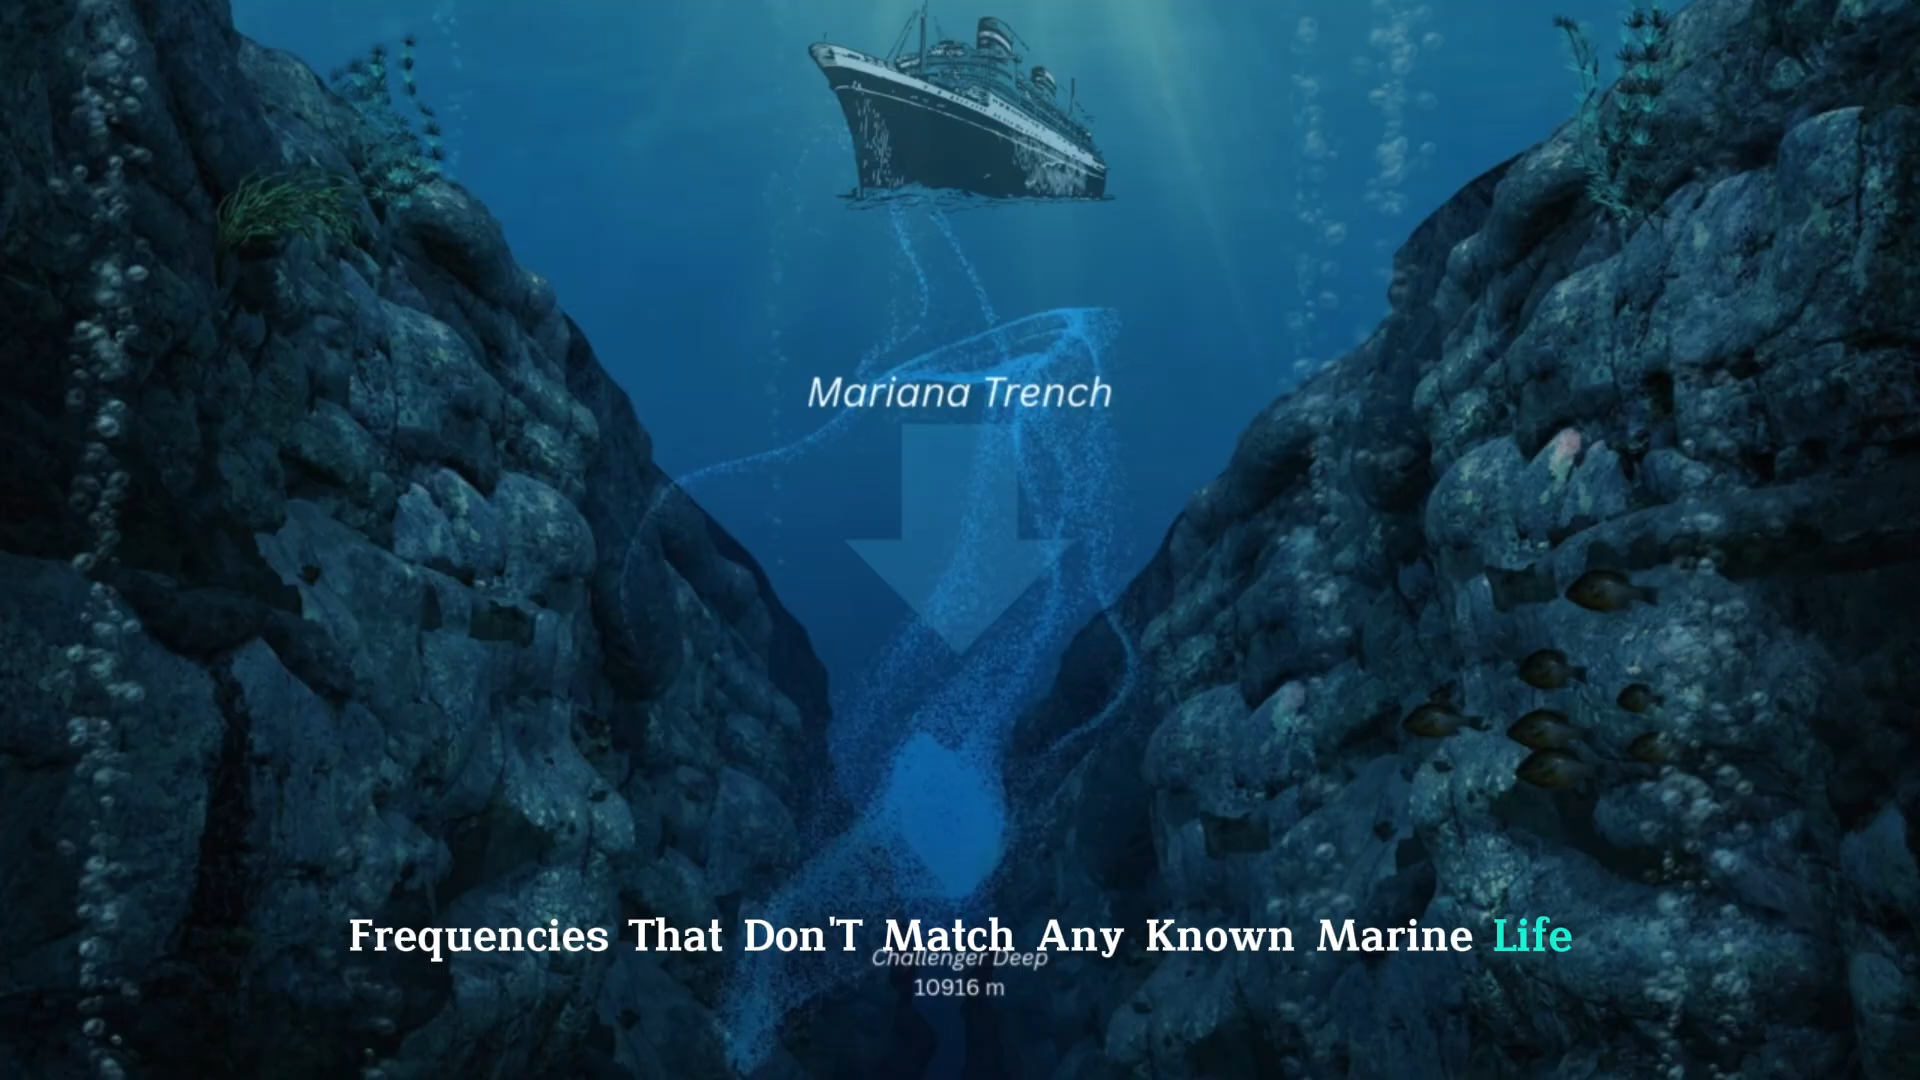 Mariana Trench
Frequencies That Don'T Match Any Known Marine Life
Challenger Deep
10916 m